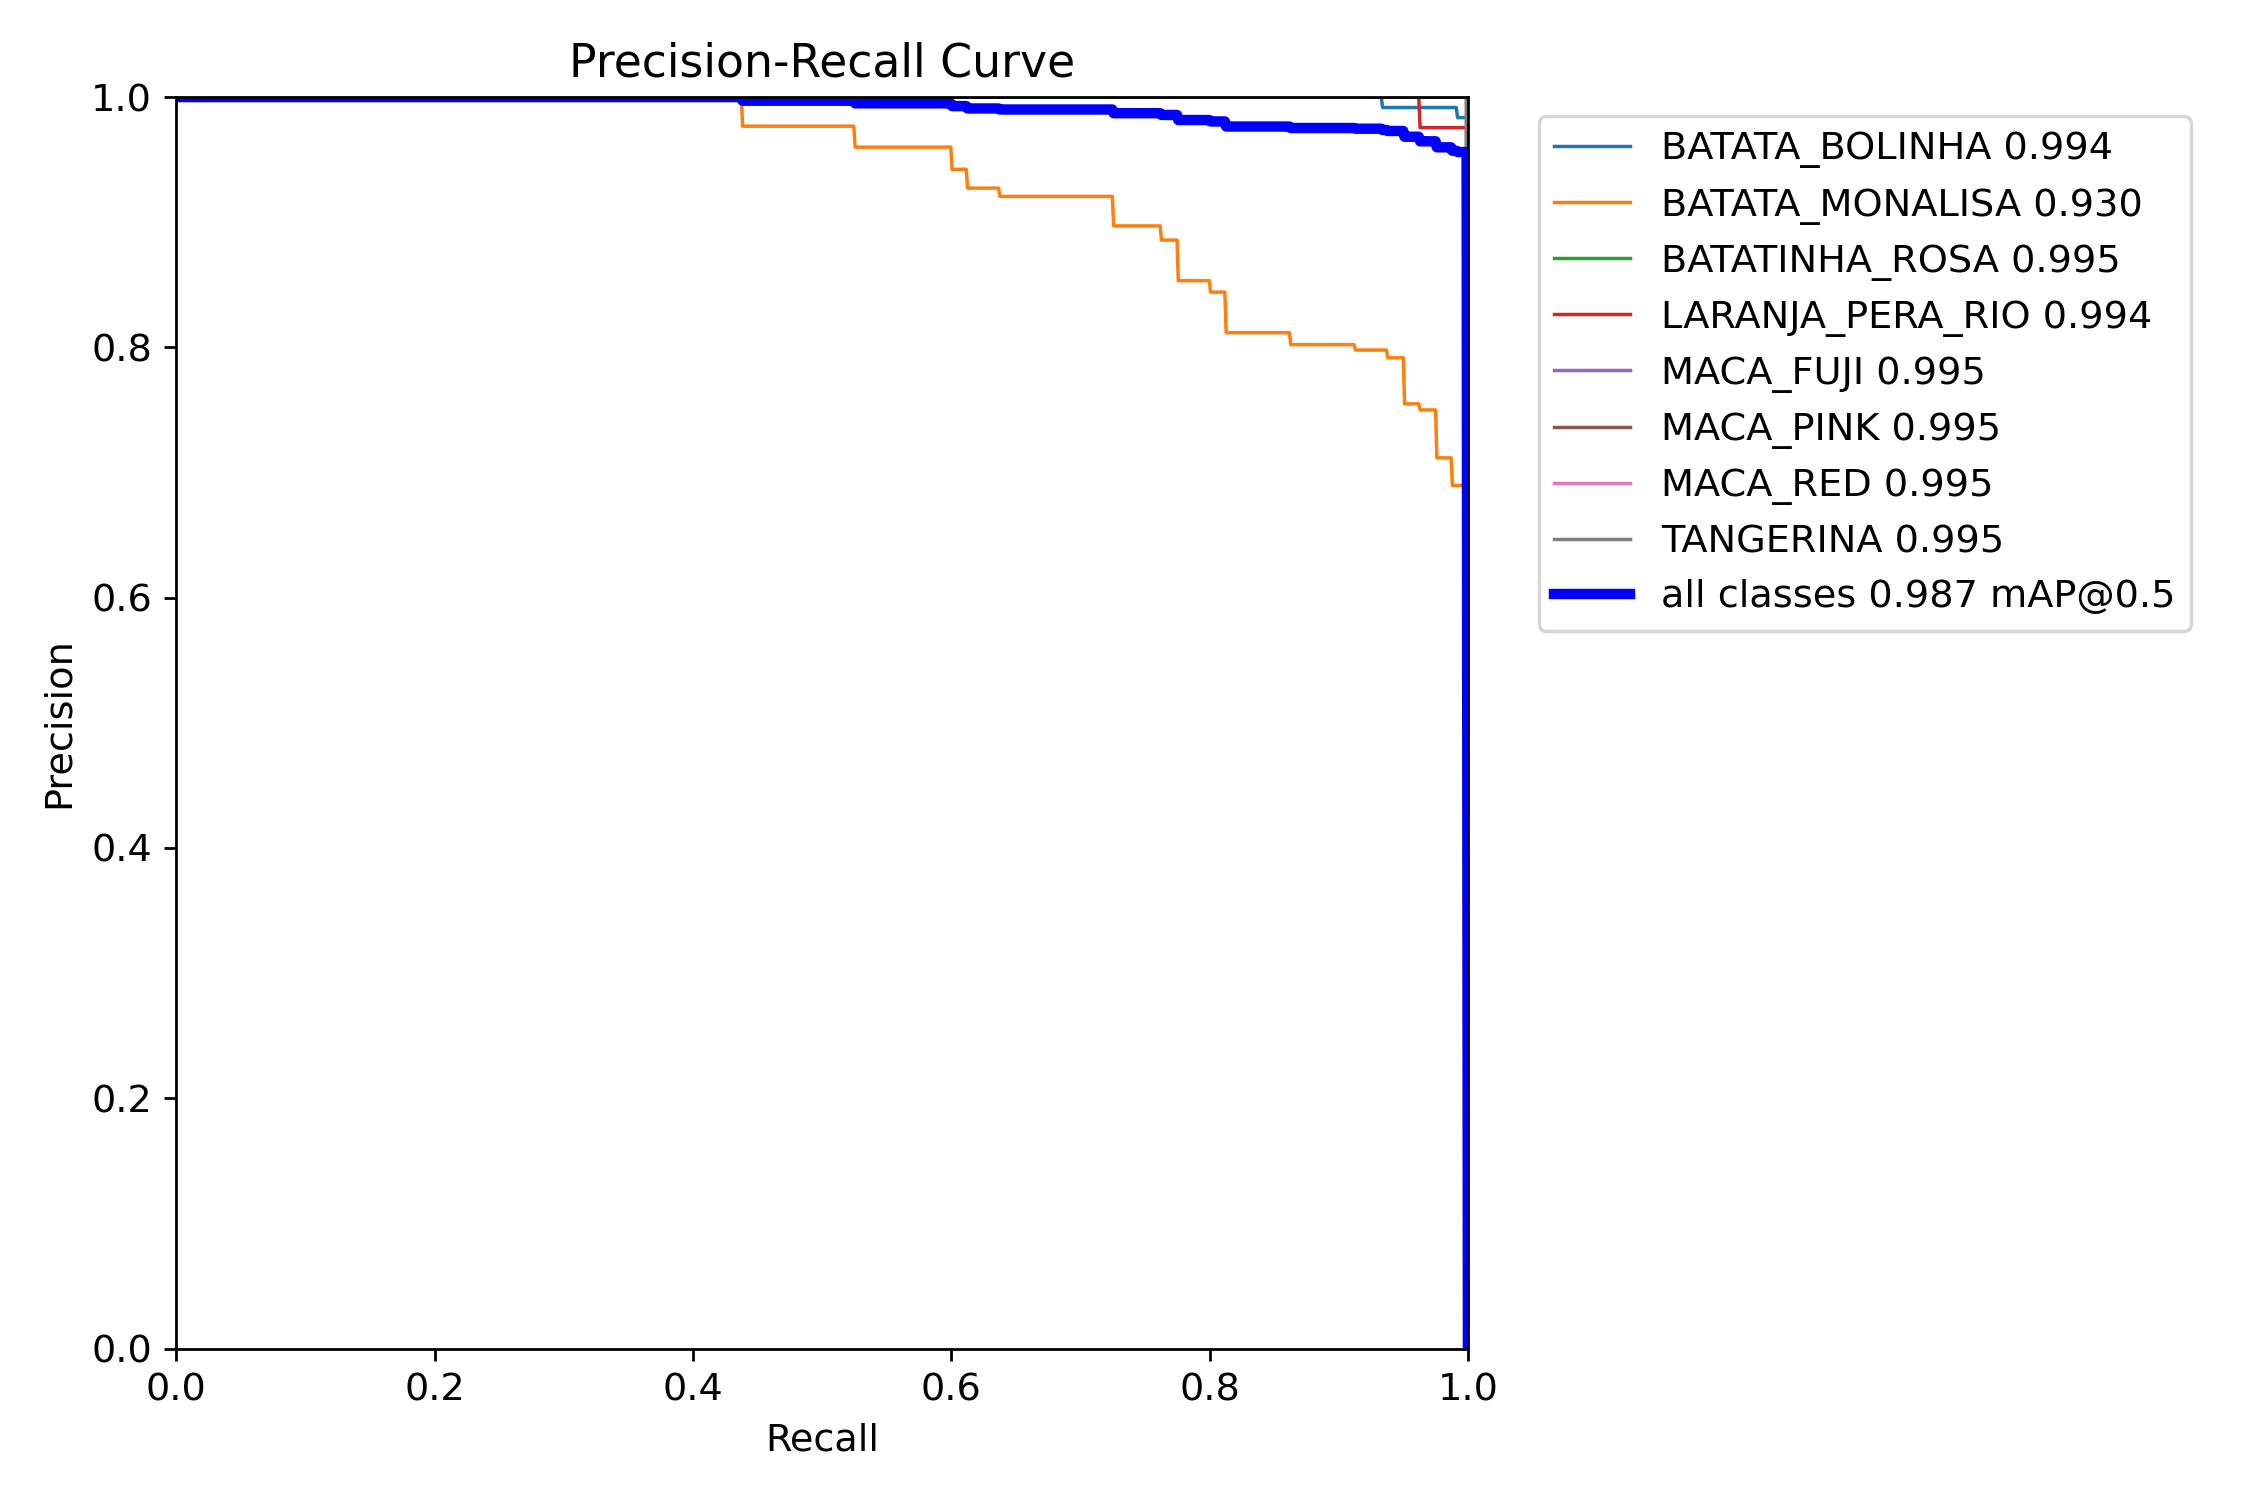 Precision-Recall Curve
1.0
0.8
0.6
0.4
0.2
0.0
Precision
0.0 0.2 0.4 0.6 0.8 1.0
Recall
BATATA_BOLINHA 0.994
BATATA_MONALISA 0.930
BATATINHA_ROSA 0.995
LARANJA_PERA_RIO 0.994
MACA_FUJI 0.995
MACA_PINK 0.995
MACA_RED 0.995
TANGERINA 0.995
all classes 0.987 mAP@0.5